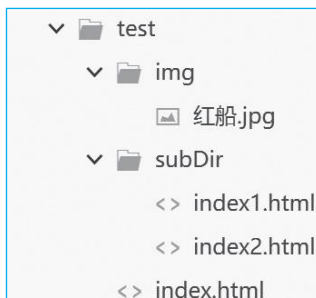 test
img
红船.jpg
subDir
index1.html
index2.html
index.html